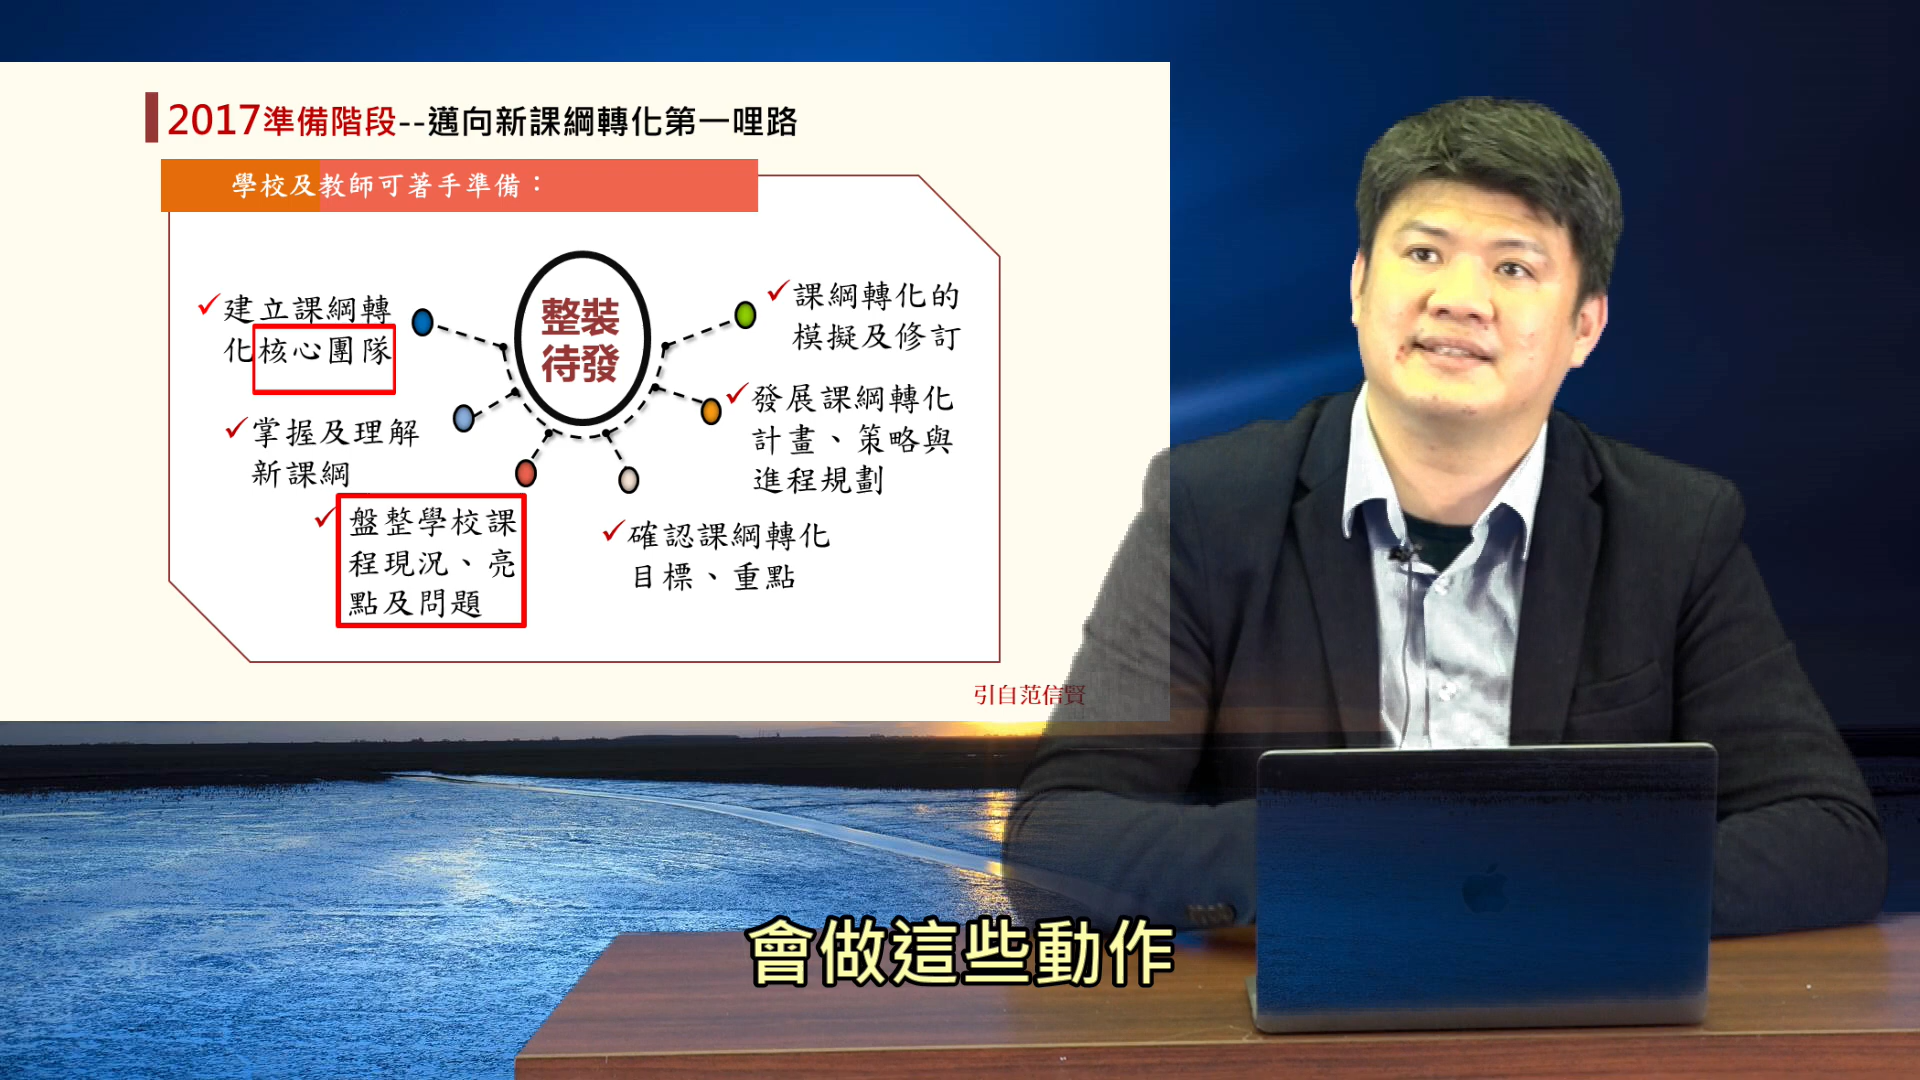 2017準備階段--邁向新課綱轉化第一哩路
學校及教師可著手準備：
整裝
待發
建立課綱轉
化核心團隊
掌握及理解
新課綱
盤整學校課
程現況、亮
點及問題
確認課綱轉化
目標、重點
發展課綱轉化
計畫、策略與
進程規劃
課綱轉化的
模擬及修訂
引自范信賢
會做這些動作